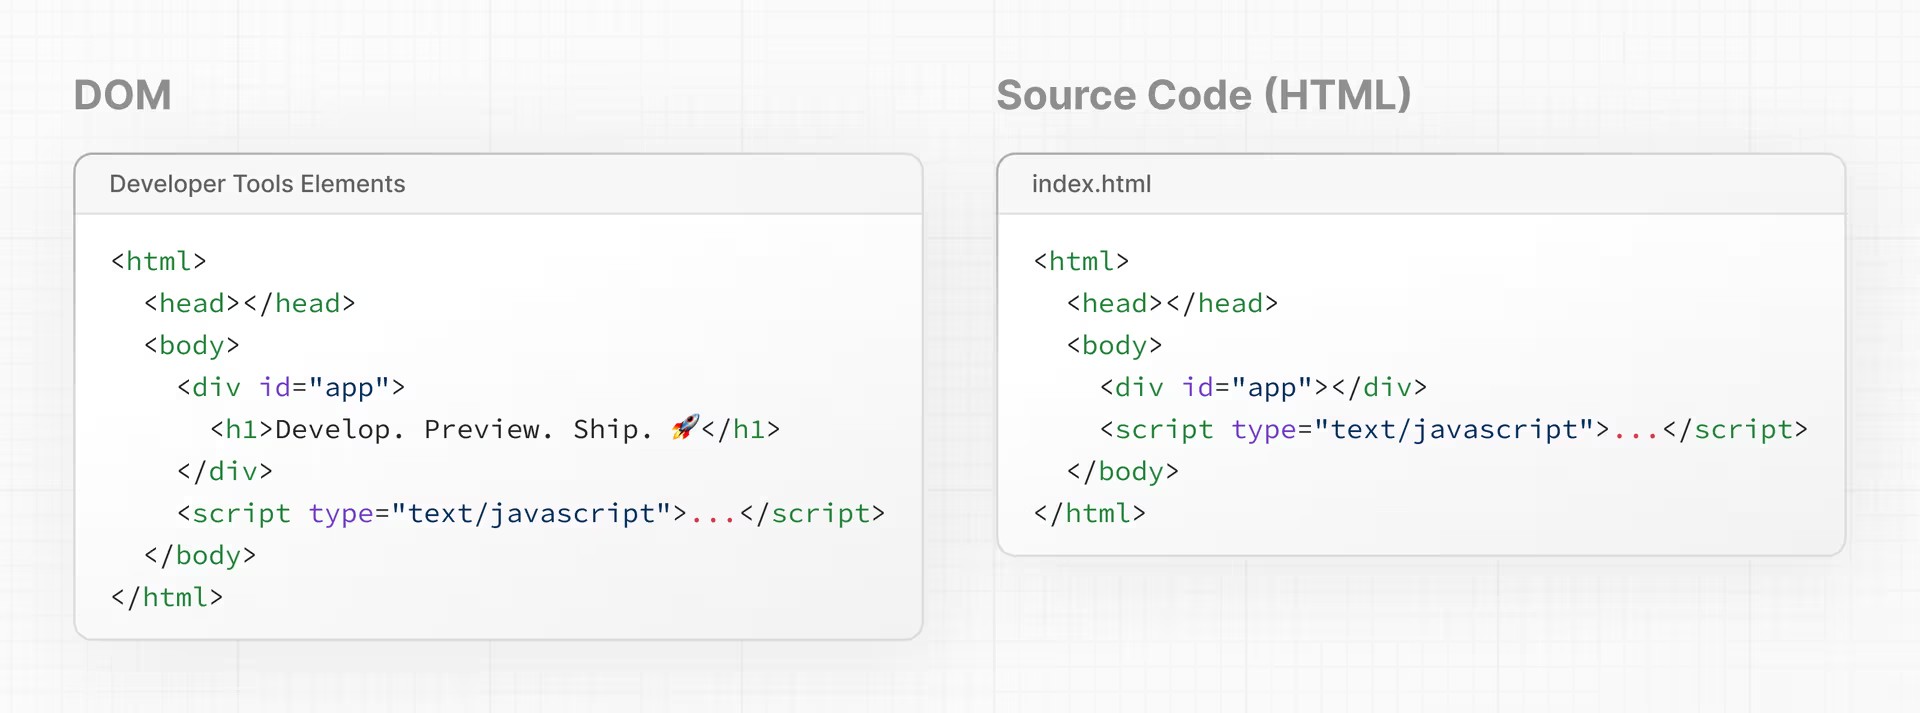 DOM
Developer Tools Elements
<html>
  <head></head>
  <body>
    <div id="app">
      <h1>Develop. Preview. Ship. 🚀</h1>
    </div>
    <script type="text/javascript">...</script>
  </body>
</html>
Source Code (HTML)
index.html
<html>
  <head></head>
  <body>
    <div id="app"></div>
    <script type="text/javascript">...</script>
  </body>
</html>